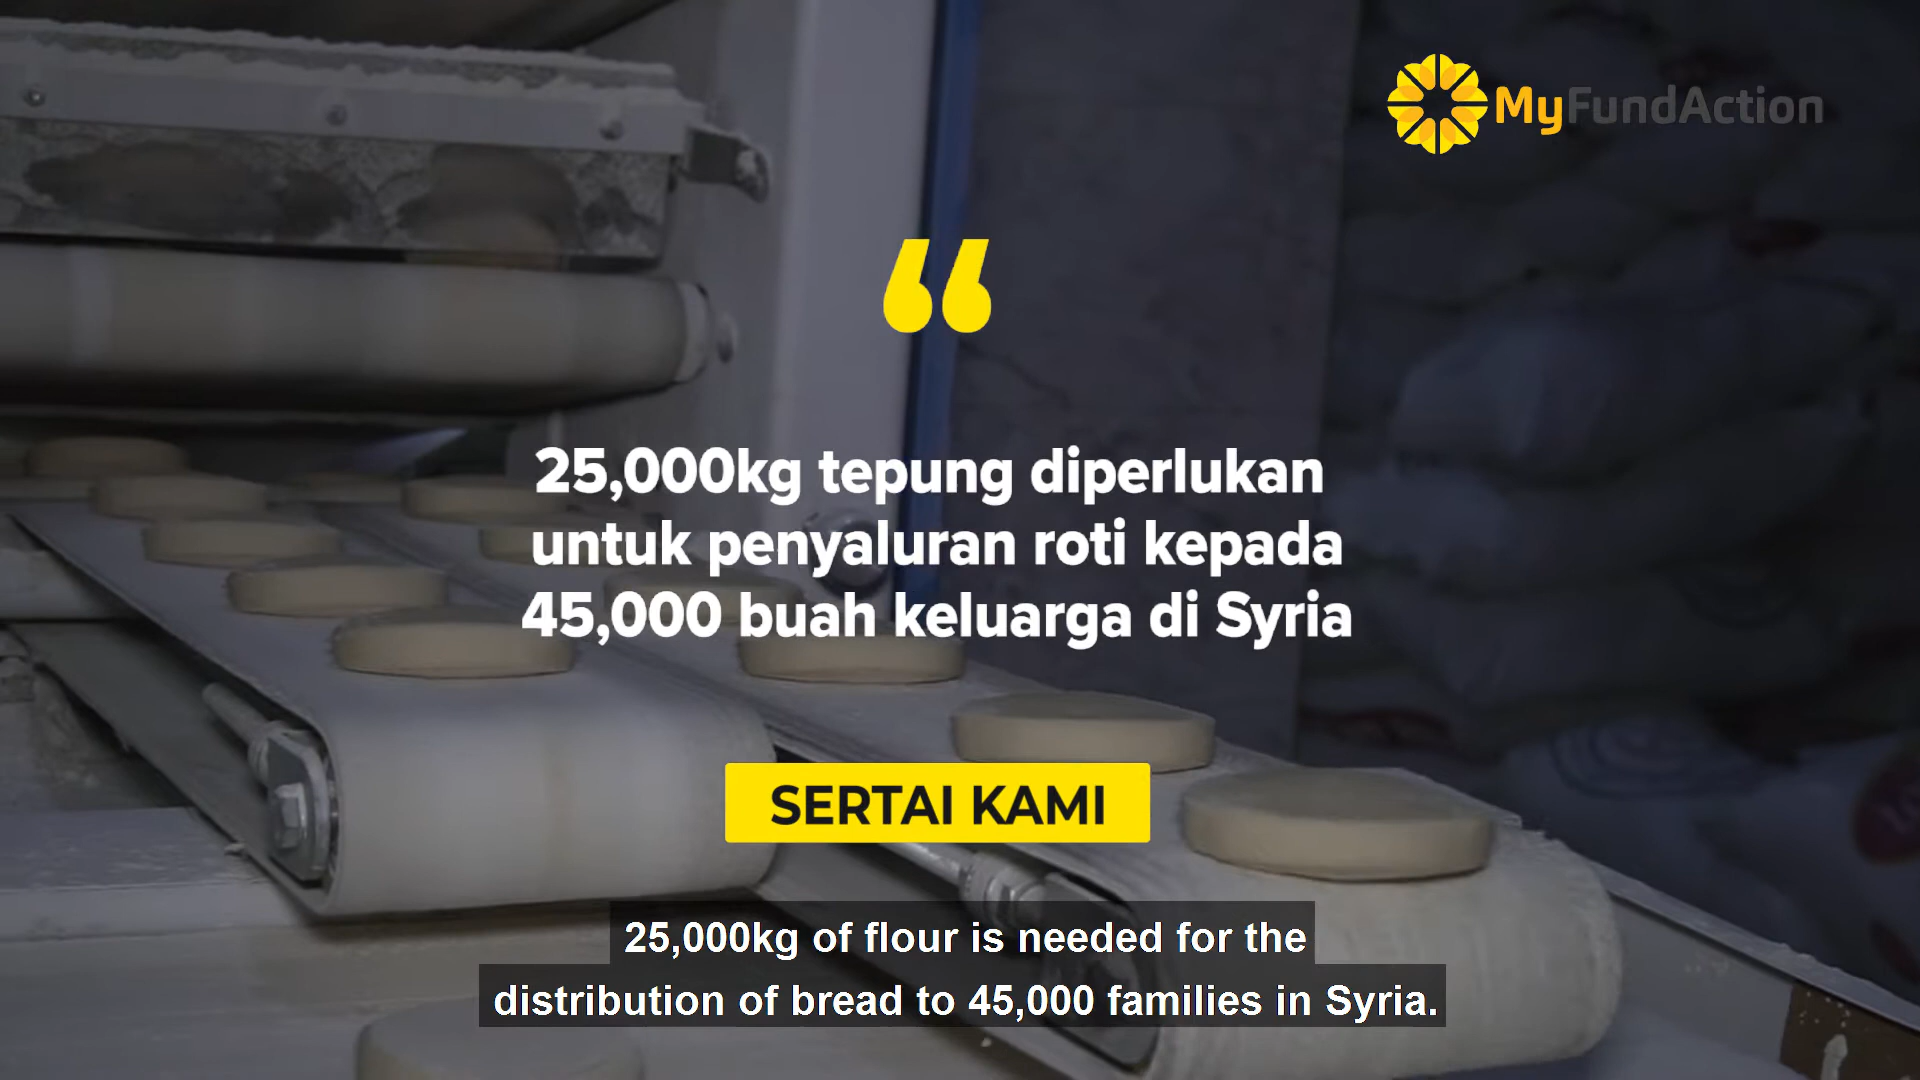 MyFundAction
“
25,000kg tepung diperlukan
untuk penyaluran roti kepada
45,000 buah keluarga di Syria
SERTAI KAMI
25,000kg of flour is needed for the
distribution of bread to 45,000 families in Syria.